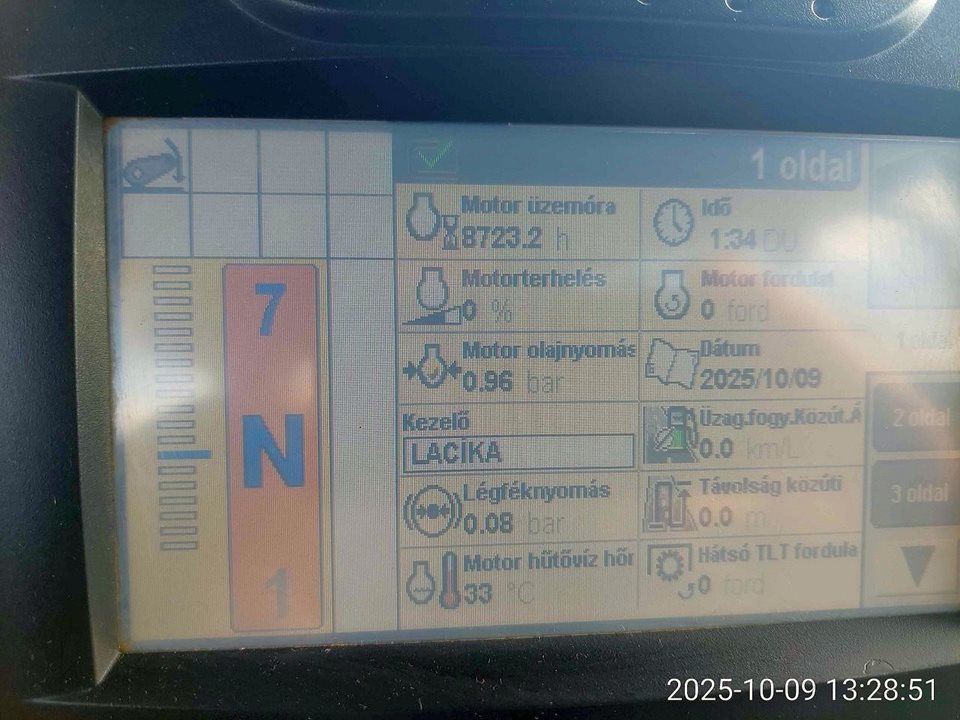 1 oldal
Motor üzemóra
8723.2 h
Idő
1:34 DU
Motorterhelés
0 %
Motor fordulat
0 ford
Motor olajnyomás
0.96 bar
Dátum
2025/10/09
Kezelő
LACÍKA
Üzag.fogy.Közút.Á
0.0 km/L
Légféknyomás
0.08 bar
Távolság közúti
0.0 m
Motor hűtővíz hőr
33 °C
Hátsó TLT fordula
0 ford
7
N
1
1 oldal
2 oldal
3 oldal
2025-10-09 13:28:51